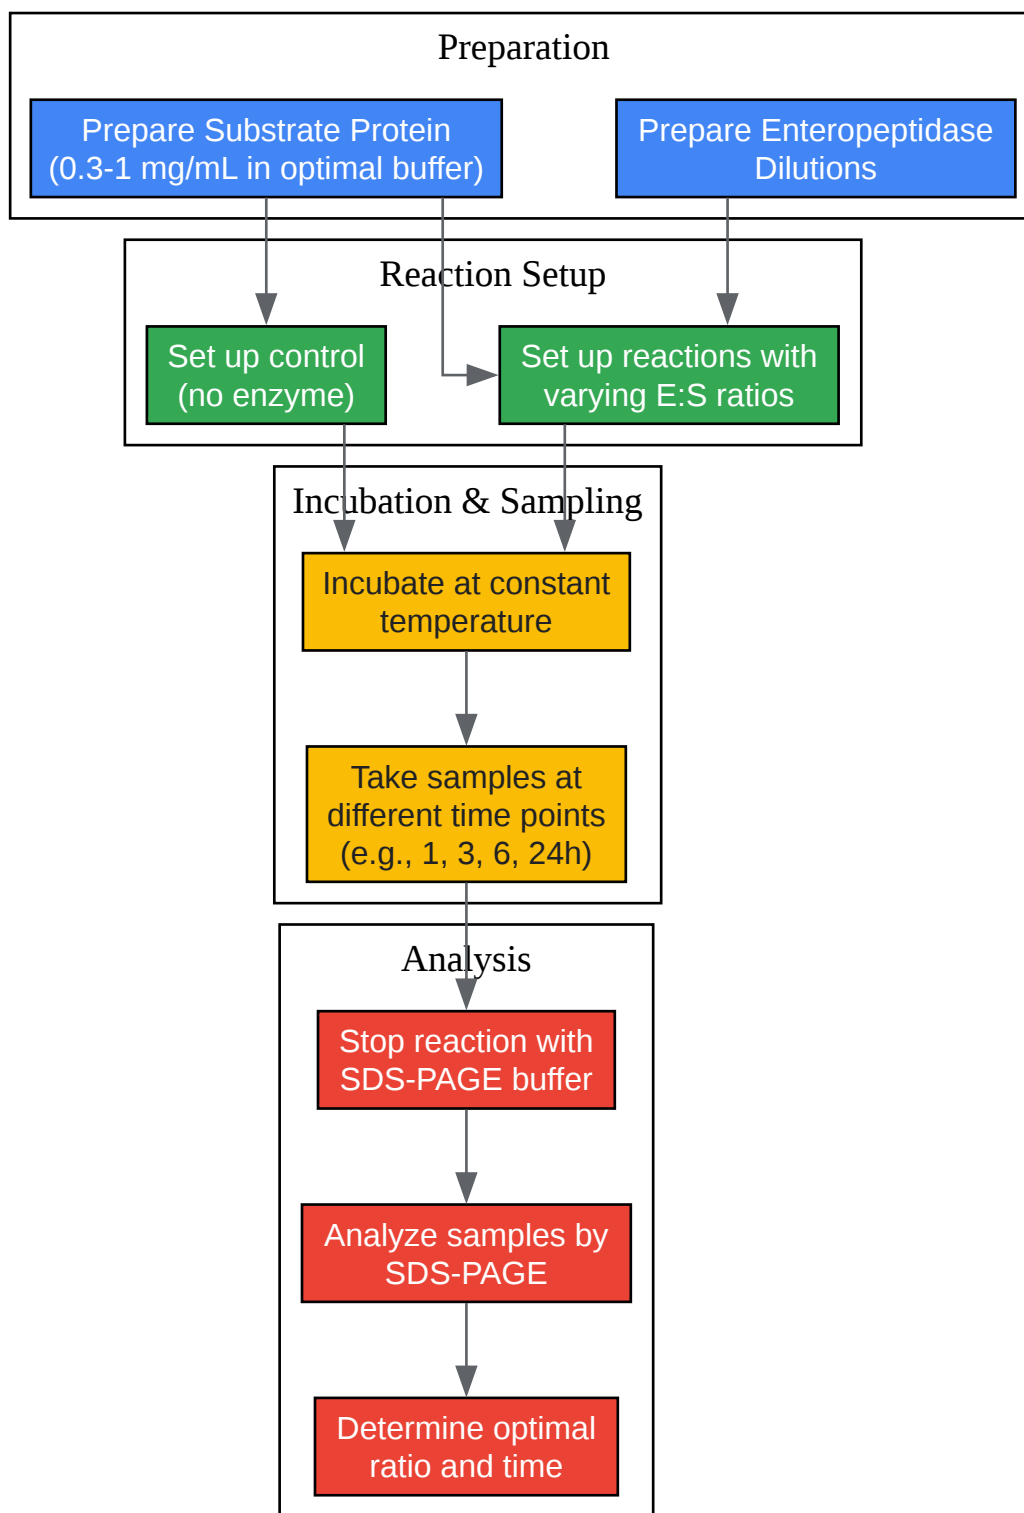 Preparation
Prepare Substrate Protein
(0.3-1 mg/mL in optimal buffer)
Prepare Enteropeptidase
Dilutions
Reaction Setup
Set up control
(no enzyme)
Set up reactions with
varying E:S ratios
Incubation & Sampling
Incubate at constant
temperature
Take samples at
different time points
(e.g., 1, 3, 6, 24h)
Analysis
Stop reaction with
SDS-PAGE buffer
Analyze samples by
SDS-PAGE
Determine optimal
ratio and time